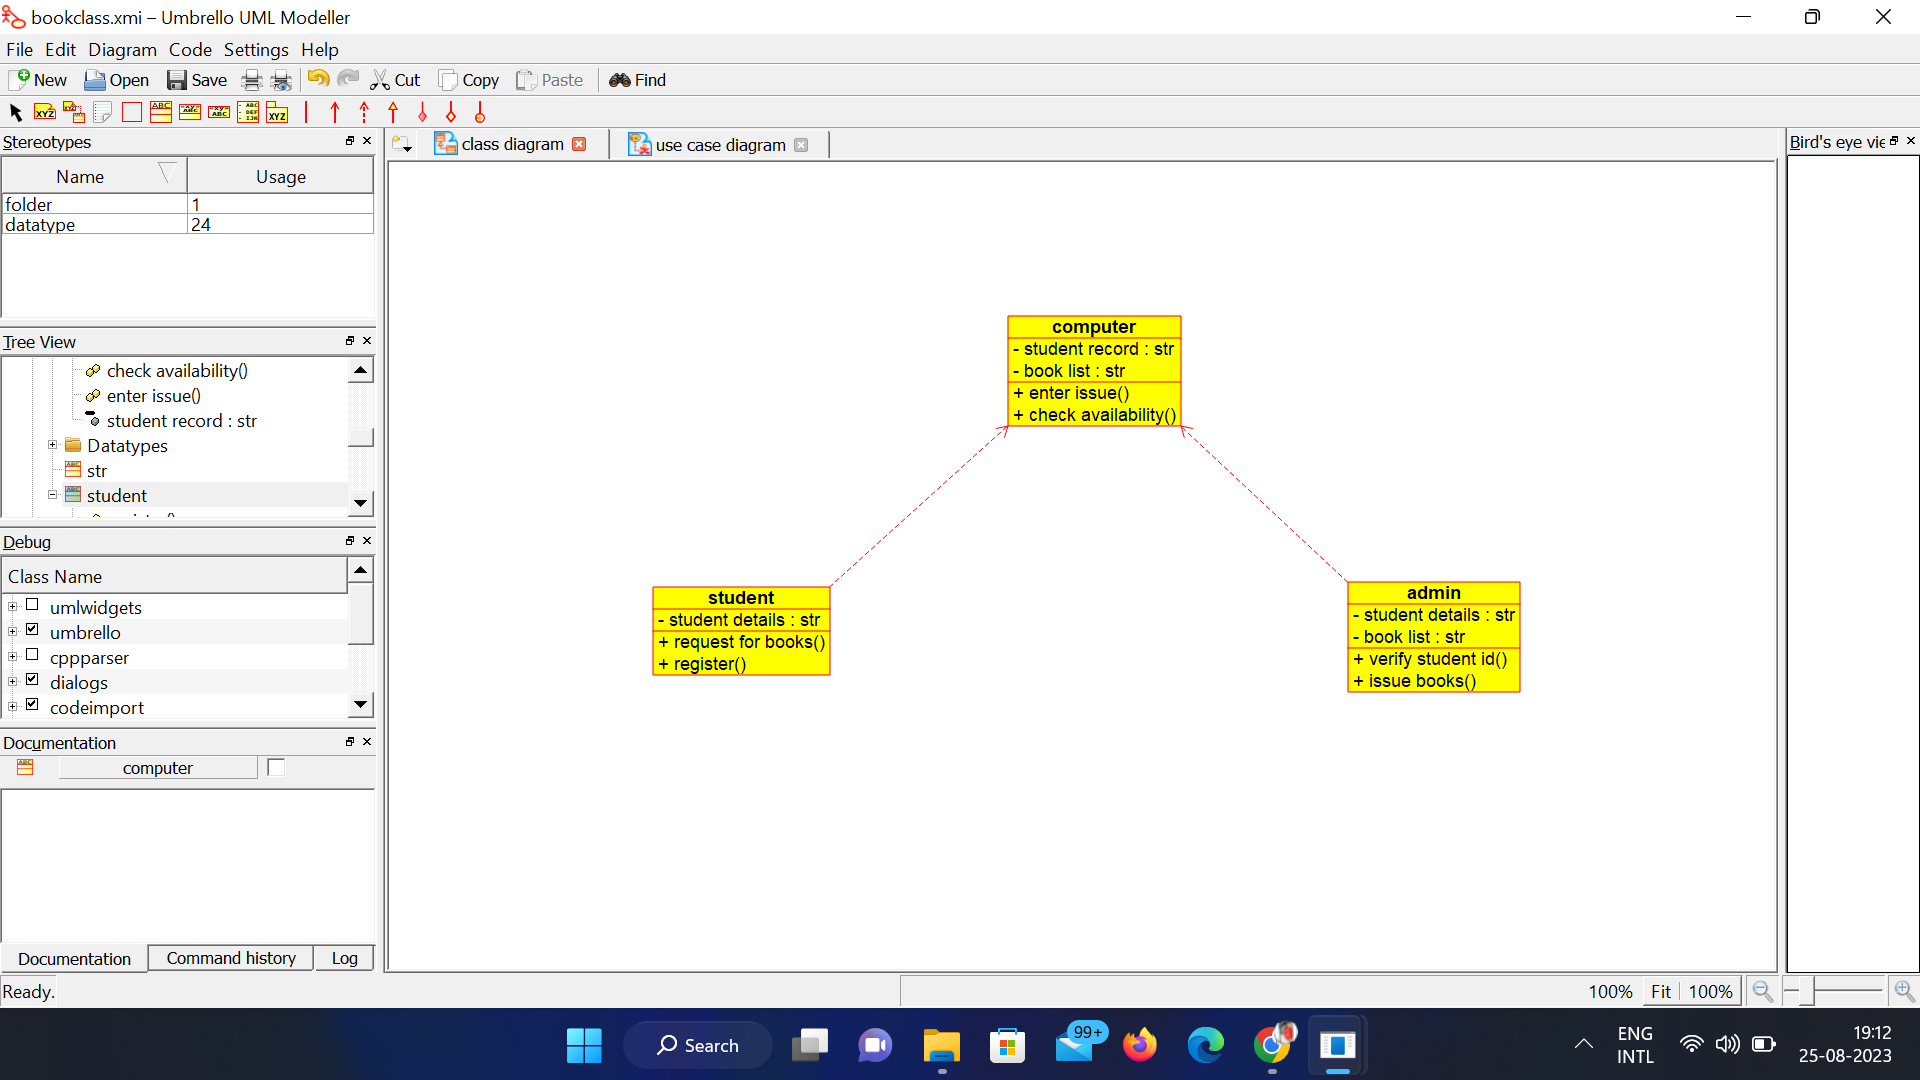 bookclass.xmi – Umbrello UML Modeller
File Edit Diagram Code Settings Help
New Open Save Cut Copy Paste Find
Stereotypes
Name Usage
folder 1
datatype 24
Tree View
check availability()
enter issue()
student record : str
Datatypes
str
student
Debug
Class Name
umlwidgets
umbrello
cppparser
dialogs
codeimport
Documentation
computer
Documentation Command history Log
class diagram
use case diagram
computer
- student record : str
- book list : str
+ enter issue()
+ check availability()
student
- student details : str
+ request for books()
+ register()
admin
- student details : str
- book list : str
+ verify student id()
+ issue books()
Bird's eye vie
Ready.
100% Fit 100%
Search
99+
ENG
INTL
19:12
25-08-2023